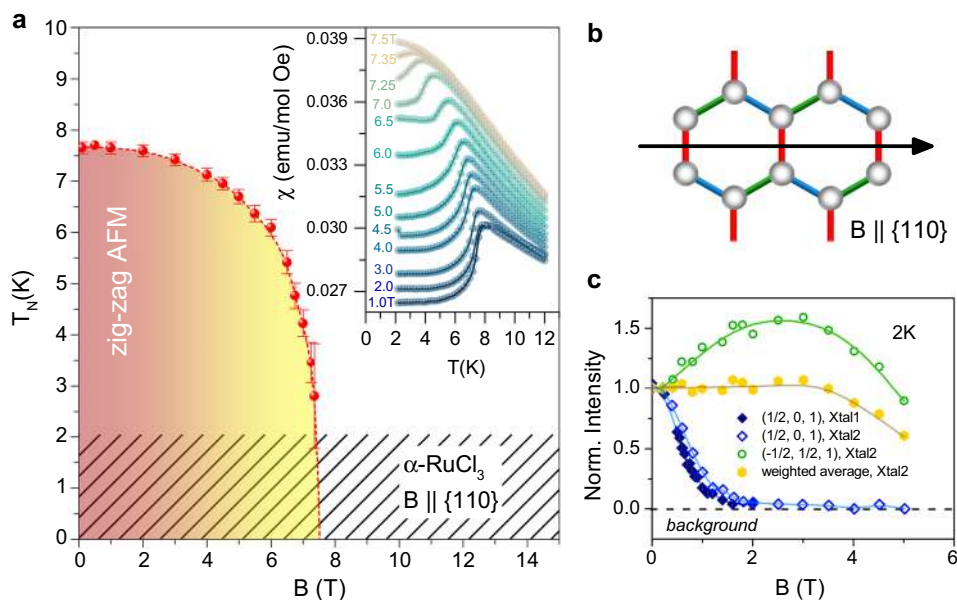 a
10
9
8
7
6
5
4
3
2
1
0
T_N(K)
zig-zag AFM
0
2
4
6
8
10
12
14
B (T)
α-RuCl₃
B || {110}
0.039
0.036
0.033
0.030
0.027
χ (emu/mol Oe)
7.5T
7.35
7.25
7.0
6.5
6.0
5.5
5.0
4.5
4.0
3.0
2.0
1.0T
0
2
4
6
8
10
12
T(K)
b
B || {110}
c
2K
1.5
1.0
0.5
0.0
Norm. Intensity
(1/2, 0, 1), Xtal1
(1/2, 0, 1), Xtal2
(-1/2, 1/2, 1), Xtal2
weighted average, Xtal2
background
0
2
4
6
B (T)